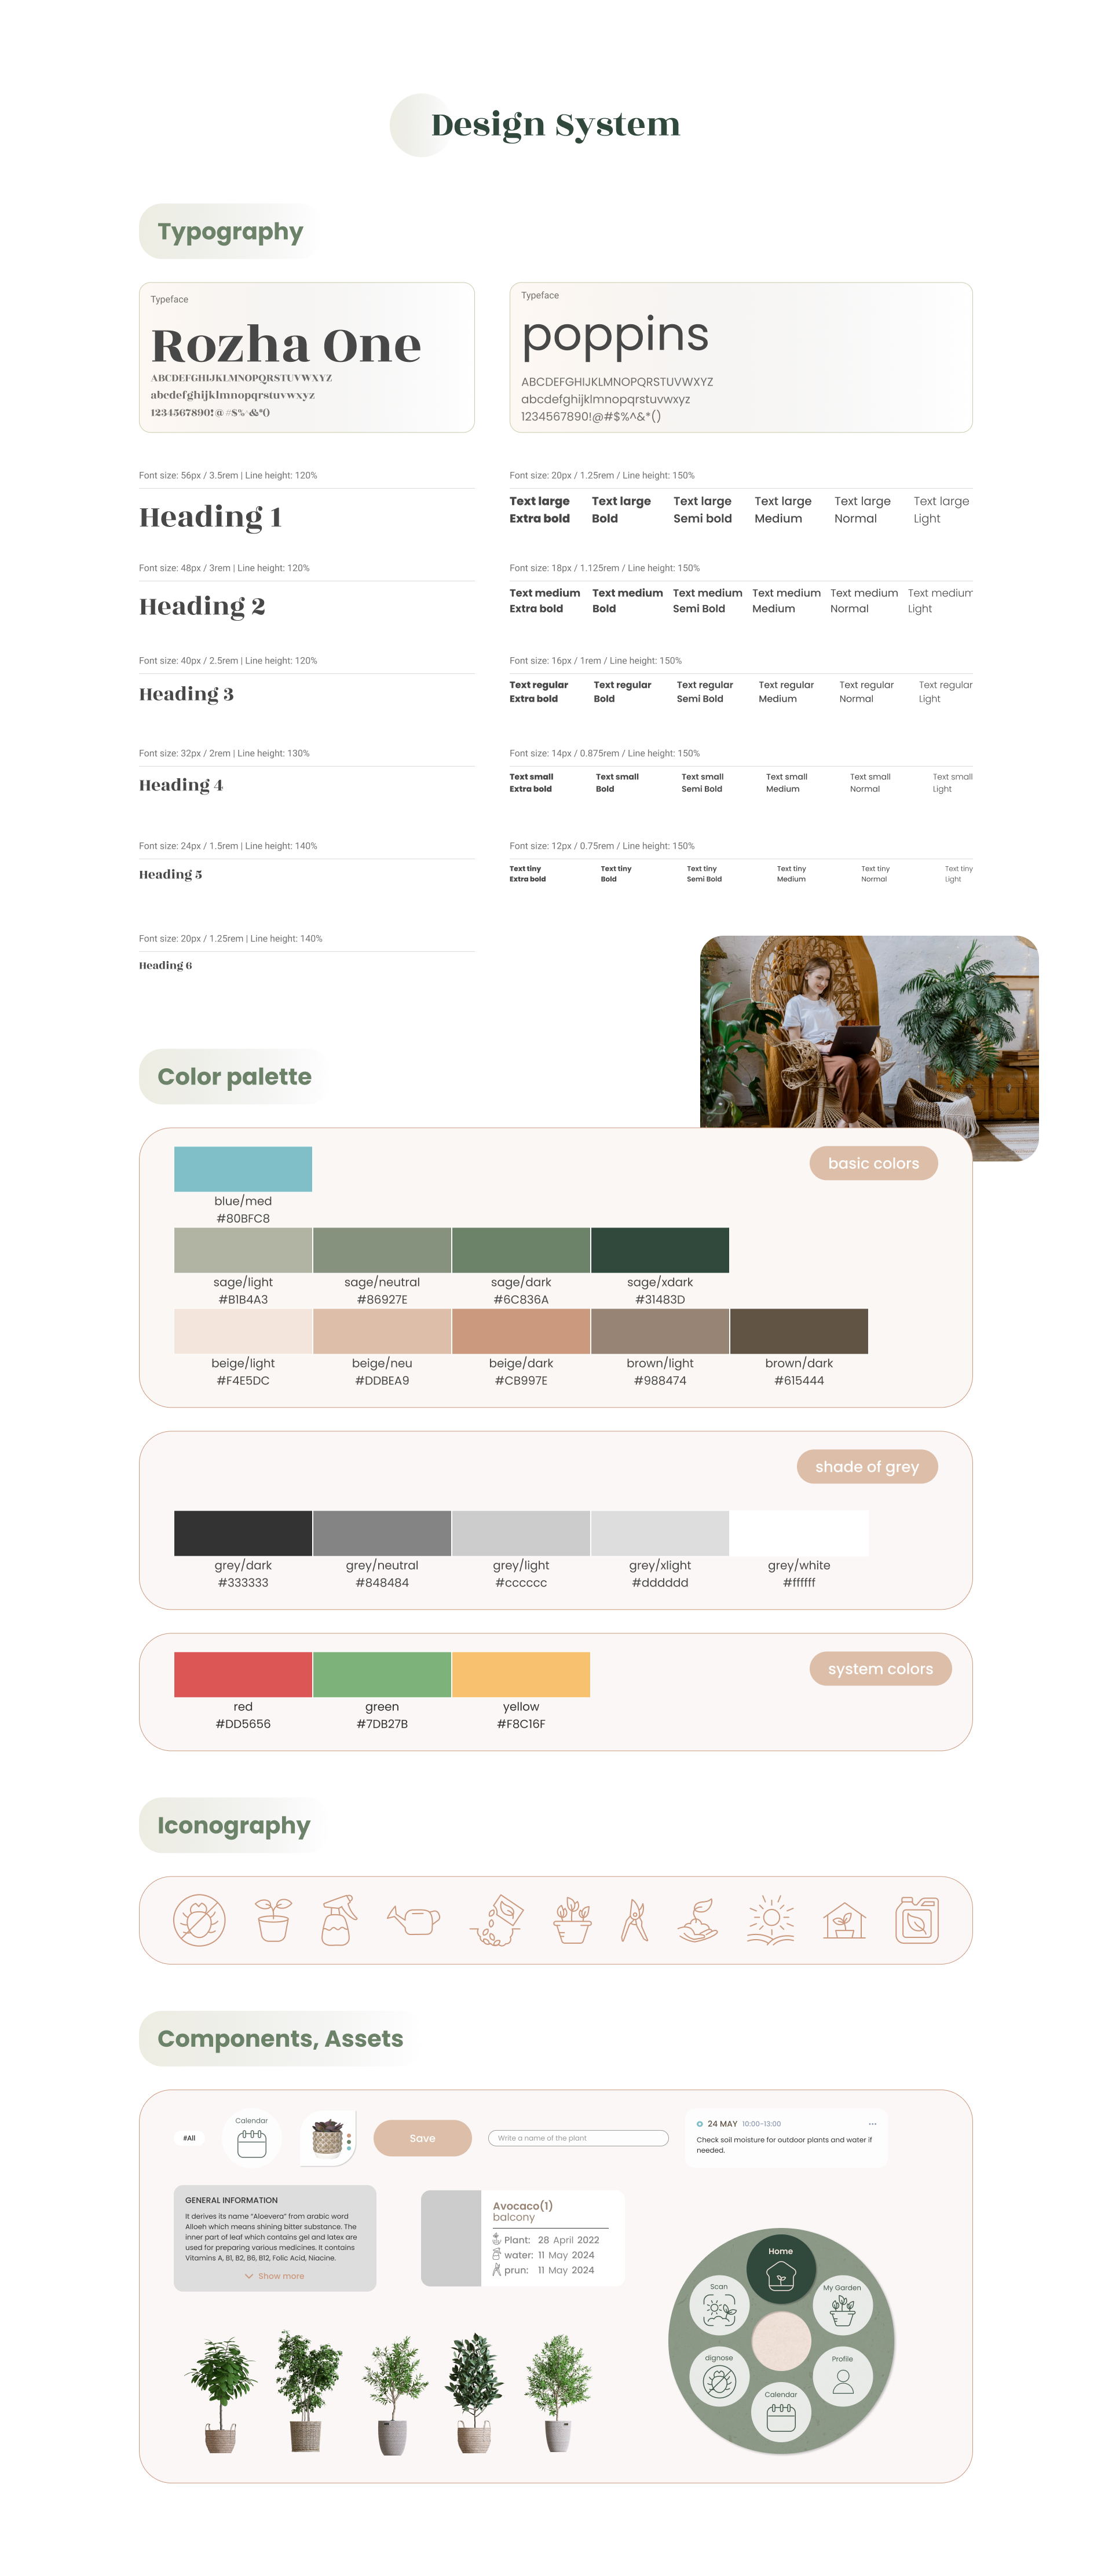 Design System
Typography
Typeface
Rozha One
ABCDEFGHIJKLMNOPQRSTUVWXYZ
abcdefghijklmnopqrstuvwxyz
1234567890!@#$%^&*()
Typeface
poppins
ABCDEFGHIJKLMNOPQRSTUVWXYZ
abcdefghijklmnopqrstuvwxyz
1234567890!@#$%^&*()
Font size: 56px / 3.5rem | Line height: 120%
Heading 1
Font size: 48px / 3rem | Line height: 120%
Heading 2
Font size: 40px / 2.5rem | Line height: 120%
Heading 3
Font size: 32px / 2rem | Line height: 130%
Heading 4
Font size: 24px / 1.5rem | Line height: 140%
Heading 5
Font size: 20px / 1.25rem | Line height: 140%
Heading 6
Font size: 20px / 1.25rem / Line height: 150%
Text large Text large Text large Text large Text large Text large
Extra bold Bold Semi bold Medium Normal Light
Font size: 18px / 1.125rem / Line height: 150%
Text medium Text medium Text medium Text medium Text medium Text medium
Extra bold Bold Semi Bold Medium Normal Light
Font size: 16px / 1rem / Line height: 150%
Text regular Text regular Text regular Text regular Text regular Text regular
Extra bold Bold Semi Bold Medium Normal Light
Font size: 14px / 0.875rem / Line height: 150%
Text small Text small Text small Text small Text small Text small
Extra bold Bold Semi Bold Medium Normal Light
Font size: 12px / 0.75rem / Line height: 150%
Text tiny Text tiny Text tiny Text tiny Text tiny Text tiny
Extra bold Bold Semi Bold Medium Normal Light
Color palette
basic colors
blue/med
#80BFC8
sage/light sage/neutral sage/dark sage/xdark
#B1B4A3 #86927E #6C836A #31483D
beige/light beige/neu beige/dark brown/light brown/dark
#F4E5DC #DDBEA9 #CB997E #988474 #615444
shade of grey
grey/dark grey/neutral grey/light grey/xlight grey/white
#333333 #848484 #cccccc #dddddd #ffffff
system colors
red green yellow
#DD5656 #7DB27B #F8C16F
Iconography
Components, Assets
#All
Calendar
Save
Write a name of the plant
24 MAY 10:00-13:00 ...
Check soil moisture for outdoor plants and water if
needed.
GENERAL INFORMATION
It derives its name “Aloevera” from arabic word
Alloeh which means shining bitter substance. The
inner part of leaf which contains gel and latex are
used for preparing various medicines. It contains
Vitamins A, B1, B2, B6, B12, Folic Acid, Niacine.
Show more
Avocaco(1)
balcony
Plant: 28 April 2022
water: 11 May 2024
prun: 11 May 2024
Home
Scan
My Garden
dignose
Profile
Calendar